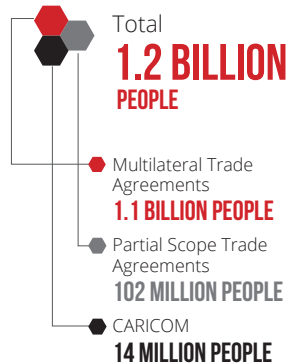 Total
1.2 BILLION
PEOPLE
Multilateral Trade
Agreements
1.1 BILLION PEOPLE
Partial Scope Trade
Agreements
102 MILLION PEOPLE
CARICOM
14 MILLION PEOPLE